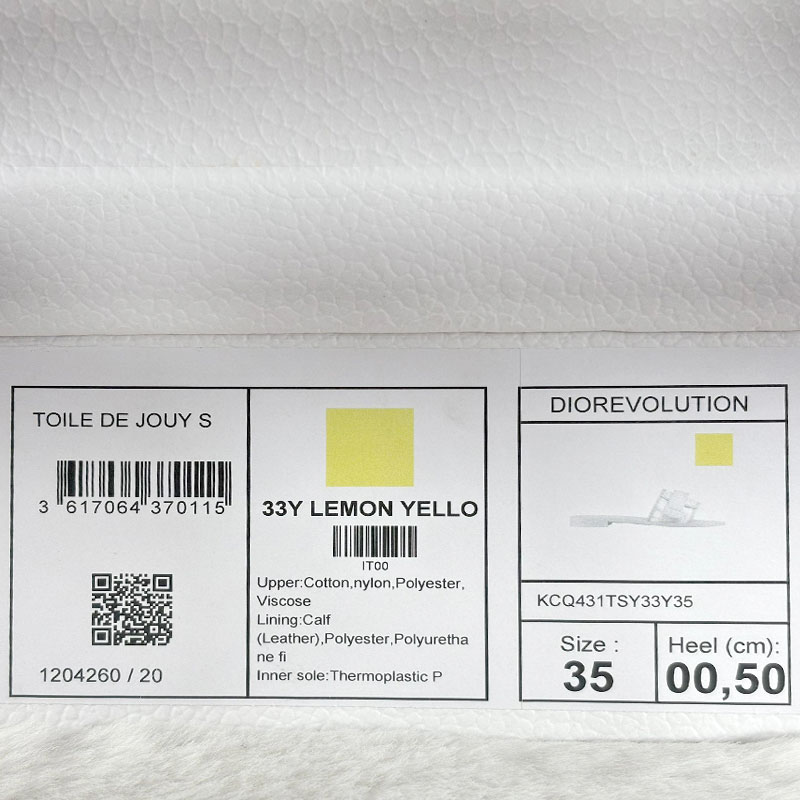 TOILE DE JOUY S
3 617064 370115
1204260 / 20
33Y LEMON YELLO
IT00
Upper:Cotton,nylon,Polyester,
Viscose
Lining:Calf
(Leather),Polyester,Polyuretha
ne fi
Inner sole:Thermoplastic P
DIOREVOLUTION
KCQ431TSY33Y35
Size :
35
Heel (cm):
00,50